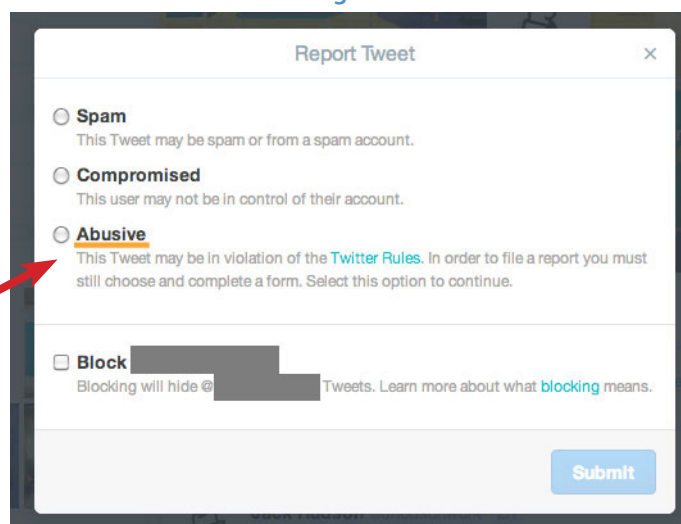 Report Tweet ×
Spam
This Tweet may be spam or from a spam account.
Compromised
This user may not be in control of their account.
Abusive
This Tweet may be in violation of the Twitter Rules. In order to file a report you must
still choose and complete a form. Select this option to continue.
Block
Blocking will hide @ Tweets. Learn more about what blocking means.
Submit